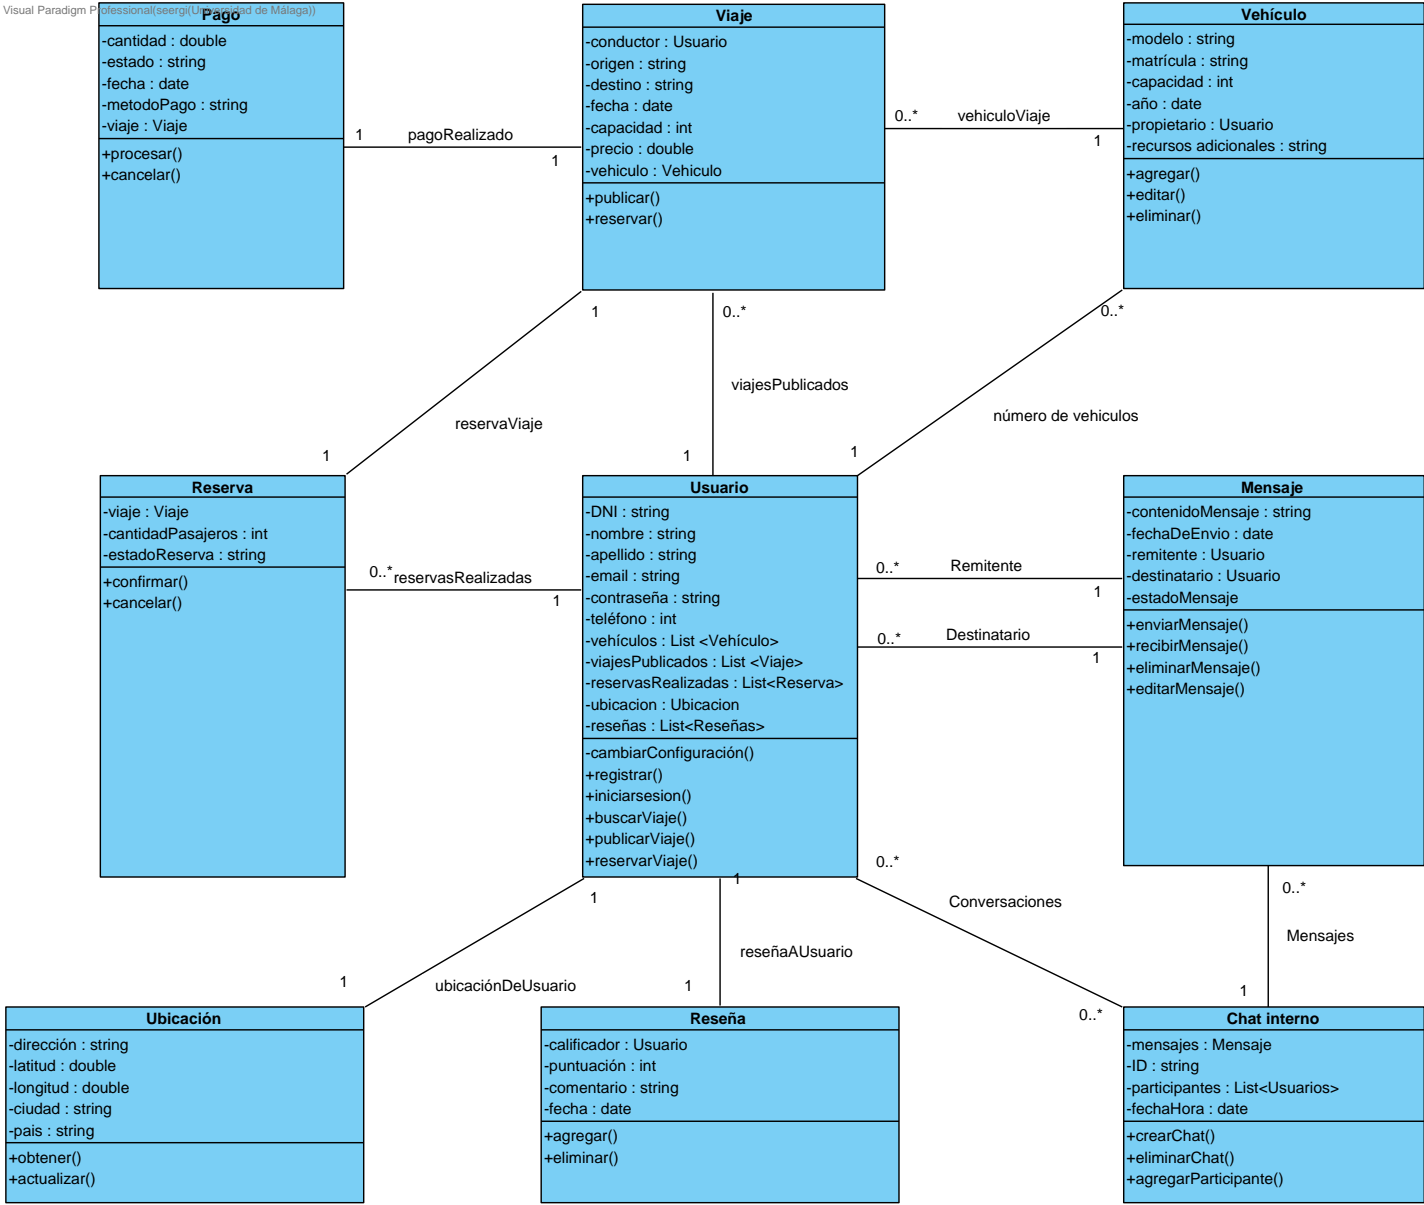 Visual Paradigm Professional(seergi(Universidad de Málaga))
Pago
-cantidad : double
-estado : string
-fecha : date
-metodoPago : string
-viaje : Viaje
+procesar()
+cancelar()
1
pagoRealizado
1
Viaje
-conductor : Usuario
-origen : string
-destino : string
-fecha : date
-capacidad : int
-precio : double
-vehiculo : Vehiculo
+publicar()
+reservar()
0..*
vehiculoViaje
1
Vehículo
-modelo : string
-matrícula : string
-capacidad : int
-año : date
-propietario : Usuario
-recursos adicionales : string
+agregar()
+editar()
+eliminar()
1
reservaViaje
1
0..*
viajesPublicados
1
0..*
número de vehiculos
1
Reserva
-viaje : Viaje
-cantidadPasajeros : int
-estadoReserva : string
+confirmar()
+cancelar()
0..*
reservasRealizadas
1
Usuario
-DNI : string
-nombre : string
-apellido : string
-email : string
-contraseña : string
-teléfono : int
-vehículos : List <Vehículo>
-viajesPublicados : List <Viaje>
-reservasRealizadas : List<Reserva>
-ubicacion : Ubicacion
-reseñas : List<Reseñas>
-cambiarConfiguración()
+registrar()
+iniciarsesion()
+buscarViaje()
+publicarViaje()
+reservarViaje()
0..*
Remitente
1
0..*
Destinatario
1
Mensaje
-contenidoMensaje : string
-fechaDeEnvio : date
-remitente : Usuario
-destinatario : Usuario
-estadoMensaje
+enviarMensaje()
+recibirMensaje()
+eliminarMensaje()
+editarMensaje()
1
ubicaciónDeUsuario
1
1
reseñaAUsuario
1
0..*
Conversaciones
0..*
0..*
Mensajes
1
Ubicación
-dirección : string
-latitud : double
-longitud : double
-ciudad : string
-pais : string
+obtener()
+actualizar()
Reseña
-calificador : Usuario
-puntuación : int
-comentario : string
-fecha : date
+agregar()
+eliminar()
Chat interno
-mensajes : Mensaje
-ID : string
-participantes : List<Usuarios>
-fechaHora : date
+crearChat()
+eliminarChat()
+agregarParticipante()